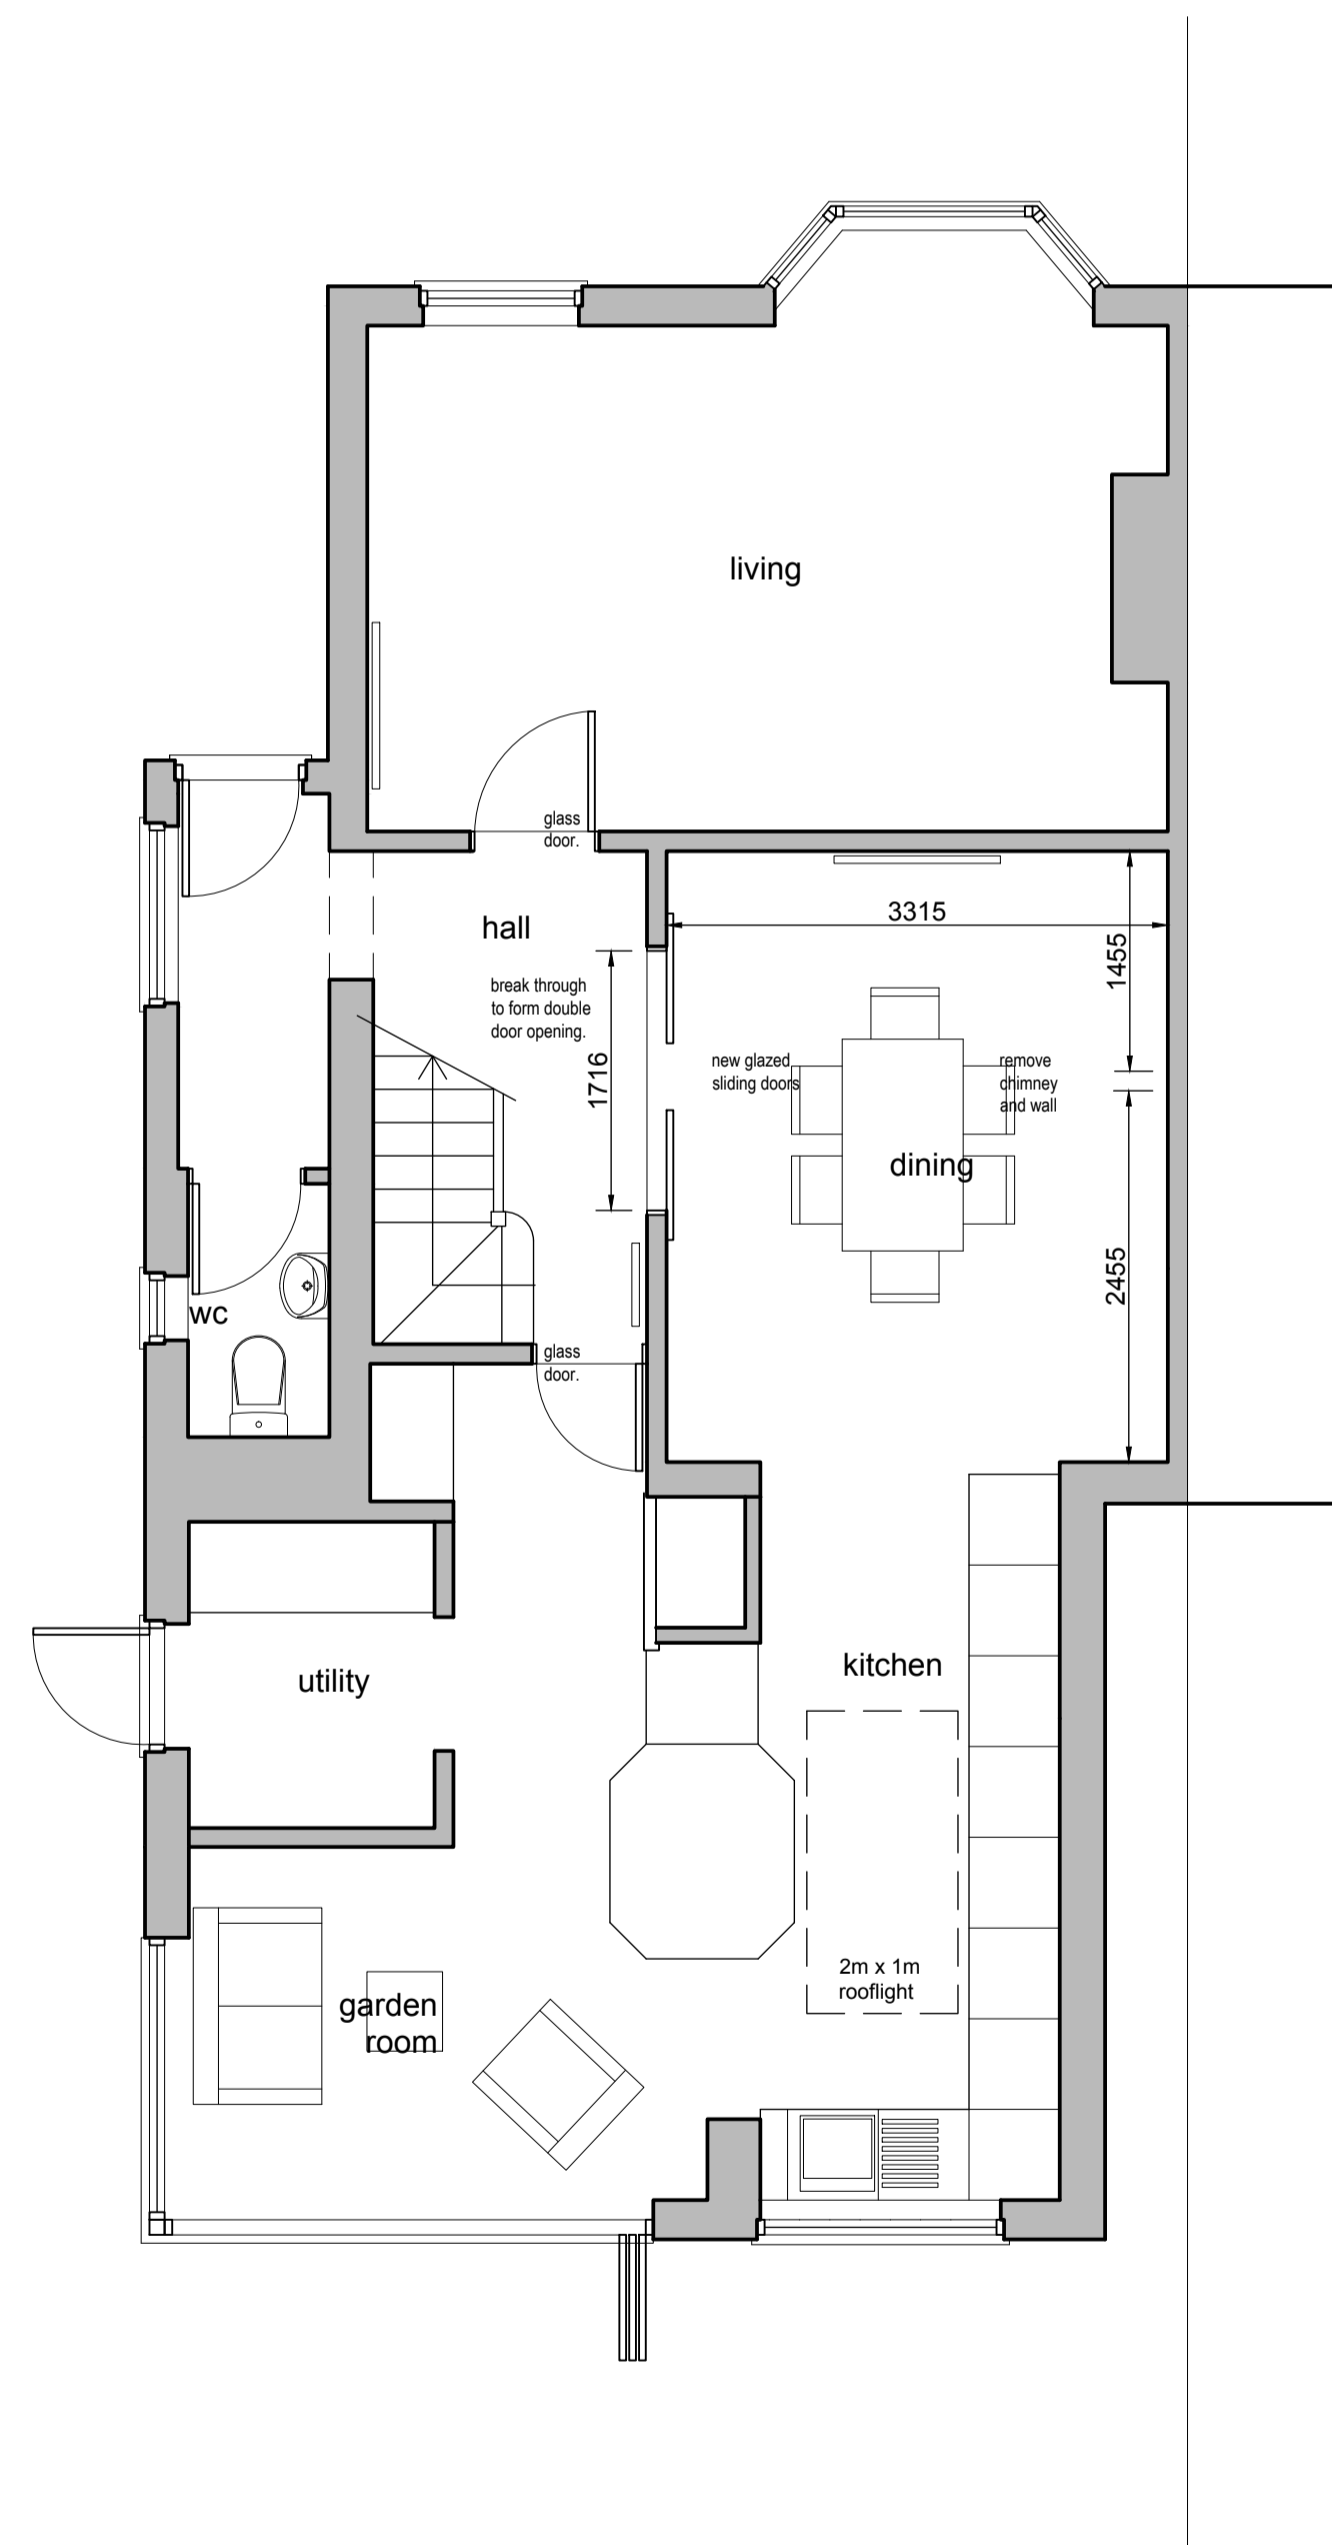 living
glass
door.
hall
3315
1455
break through
to form double
door opening.
1716
new glazed
sliding doors
remove
chimney
and wall
dining
2455
wc
glass
door.
utility
kitchen
2m x 1m
rooflight
garden
room